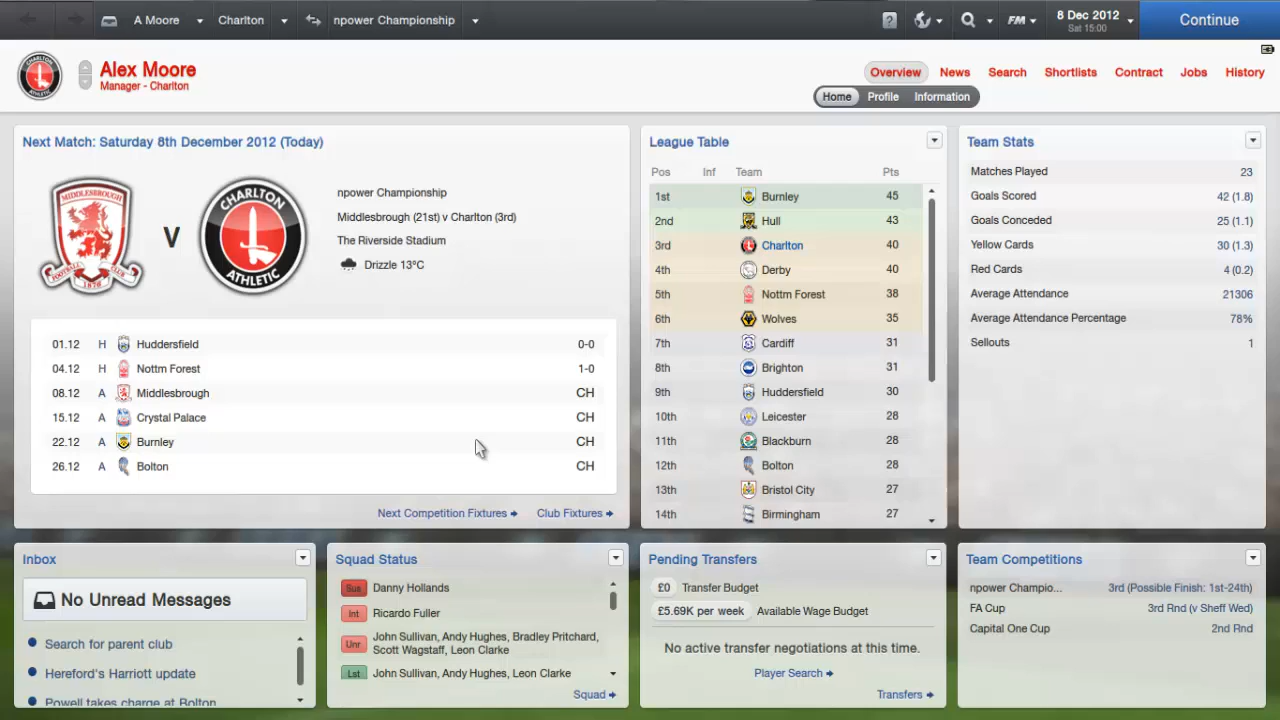 A Moore
Charlton
npower Championship
?
FM
8 Dec 2012
Sat 15:00
Continue
Alex Moore
Manager - Charlton
Overview
News
Search
Shortlists
Contract
Jobs
History
Home
Profile
Information
Next Match: Saturday 8th December 2012 (Today)
MIDDLESBROUGH
FOOTBALL CLUB
1876
V
CHARLTON
ATHLETIC
npower Championship
Middlesbrough (21st) v Charlton (3rd)
The Riverside Stadium
Drizzle 13°C
01.12 H Huddersfield 0-0
04.12 H Nottm Forest 1-0
08.12 A Middlesbrough CH
15.12 A Crystal Palace CH
22.12 A Burnley CH
26.12 A Bolton CH
Next Competition Fixtures
Club Fixtures
League Table
Pos Inf Team Pts
1st Burnley 45
2nd Hull 43
3rd Charlton 40
4th Derby 40
5th Nottm Forest 38
6th Wolves 35
7th Cardiff 31
8th Brighton 31
9th Huddersfield 30
10th Leicester 28
11th Blackburn 28
12th Bolton 28
13th Bristol City 27
14th Birmingham 27
Team Stats
Matches Played 23
Goals Scored 42 (1.8)
Goals Conceded 25 (1.1)
Yellow Cards 30 (1.3)
Red Cards 4 (0.2)
Average Attendance 21306
Average Attendance Percentage 78%
Sellouts 1
Inbox
No Unread Messages
Search for parent club
Hereford's Harriott update
Powell takes charge at Bolton
Squad Status
Sus Danny Hollands
Int Ricardo Fuller
Unr John Sullivan, Andy Hughes, Bradley Pritchard,
Scott Wagstaff, Leon Clarke
Lst John Sullivan, Andy Hughes, Leon Clarke
Squad
Pending Transfers
£0 Transfer Budget
£5.69K per week Available Wage Budget
No active transfer negotiations at this time.
Player Search
Transfers
Team Competitions
npower Champio... 3rd (Possible Finish: 1st-24th)
FA Cup 3rd Rnd (v Sheff Wed)
Capital One Cup 2nd Rnd